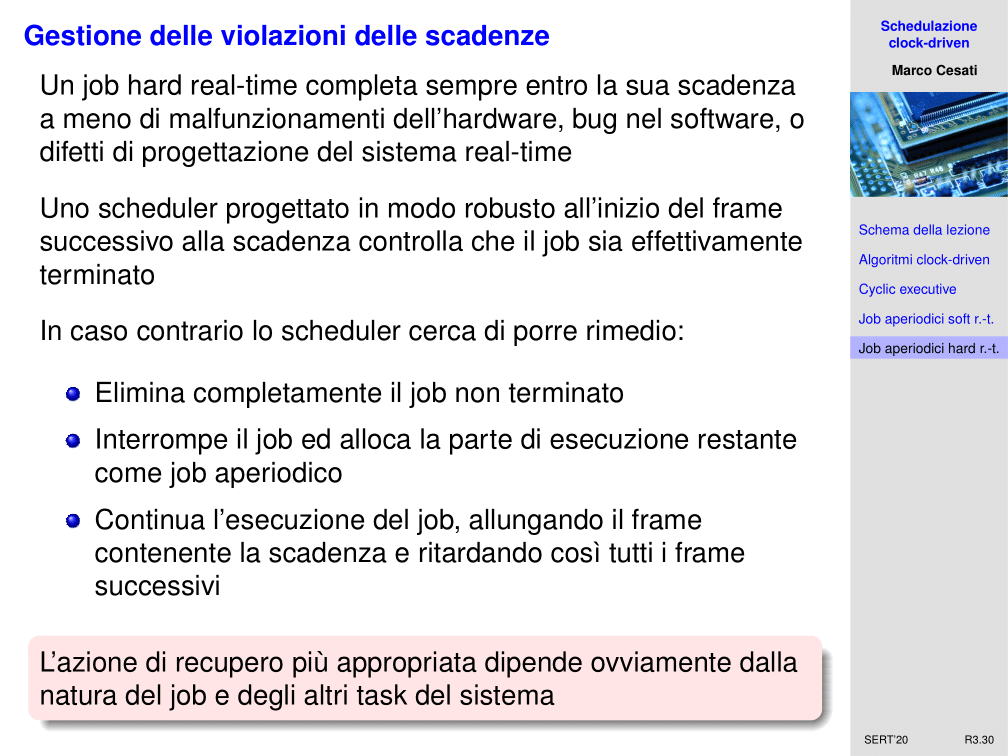 Gestione delle violazioni delle scadenze
Un job hard real-time completa sempre entro la sua scadenza
a meno di malfunzionamenti dell'hardware, bug nel software, o
difetti di progettazione del sistema real-time
Uno scheduler progettato in modo robusto all'inizio del frame
successivo alla scadenza controlla che il job sia effettivamente
terminato
In caso contrario lo scheduler cerca di porre rimedio:
Elimina completamente il job non terminato
Interrompe il job ed alloca la parte di esecuzione restante
come job aperiodico
Continua l'esecuzione del job, allungando il frame
contenente la scadenza e ritardando così tutti i frame
successivi
L'azione di recupero più appropriata dipende ovviamente dalla
natura del job e degli altri task del sistema
Schedulazione
clock-driven
Marco Cesati
R47 R45
Schema della lezione
Algoritmi clock-driven
Cyclic executive
Job aperiodici soft r.-t.
Job aperiodici hard r.-t.
SERT'20 R3.30